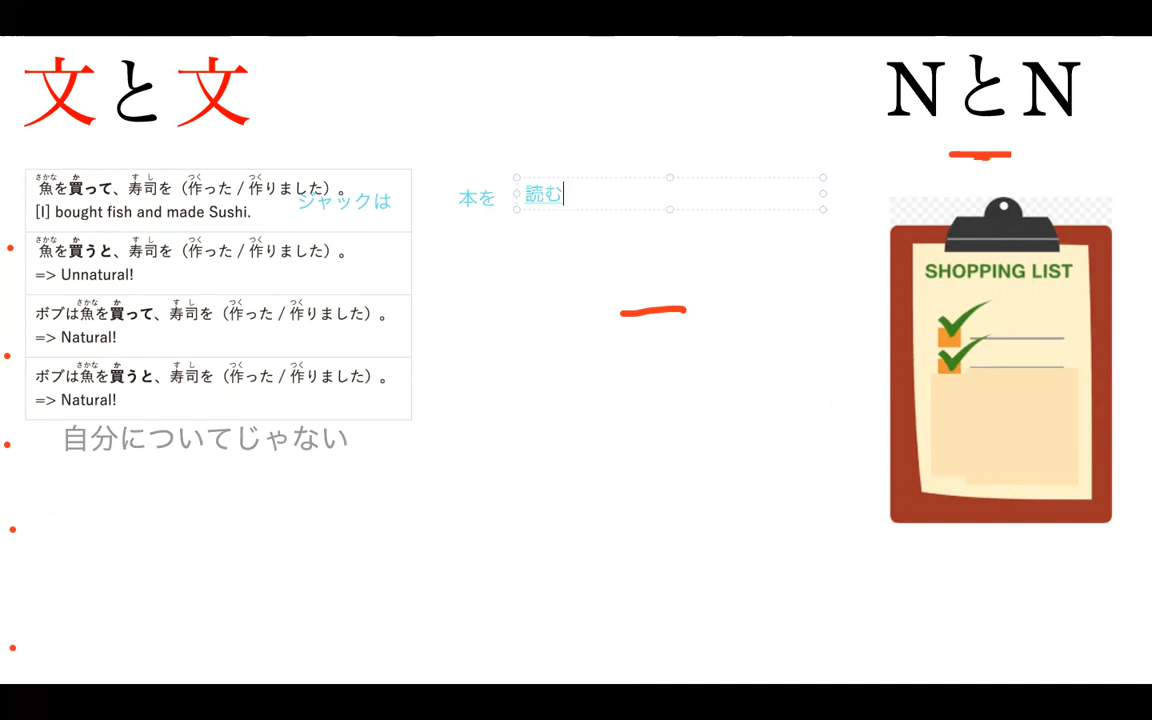 文と文
NとN
魚を買って、寿司を（作った / 作りました）。
[I] bought fish and made Sushi.
魚を買うと、寿司を（作った / 作りました）。
=> Unnatural!
ボブは魚を買って、寿司を（作った / 作りました）。
=> Natural!
ボブは魚を買うと、寿司を（作った / 作りました）。
=> Natural!
自分についてじゃない
ジャックは
本を
読む
SHOPPING LIST